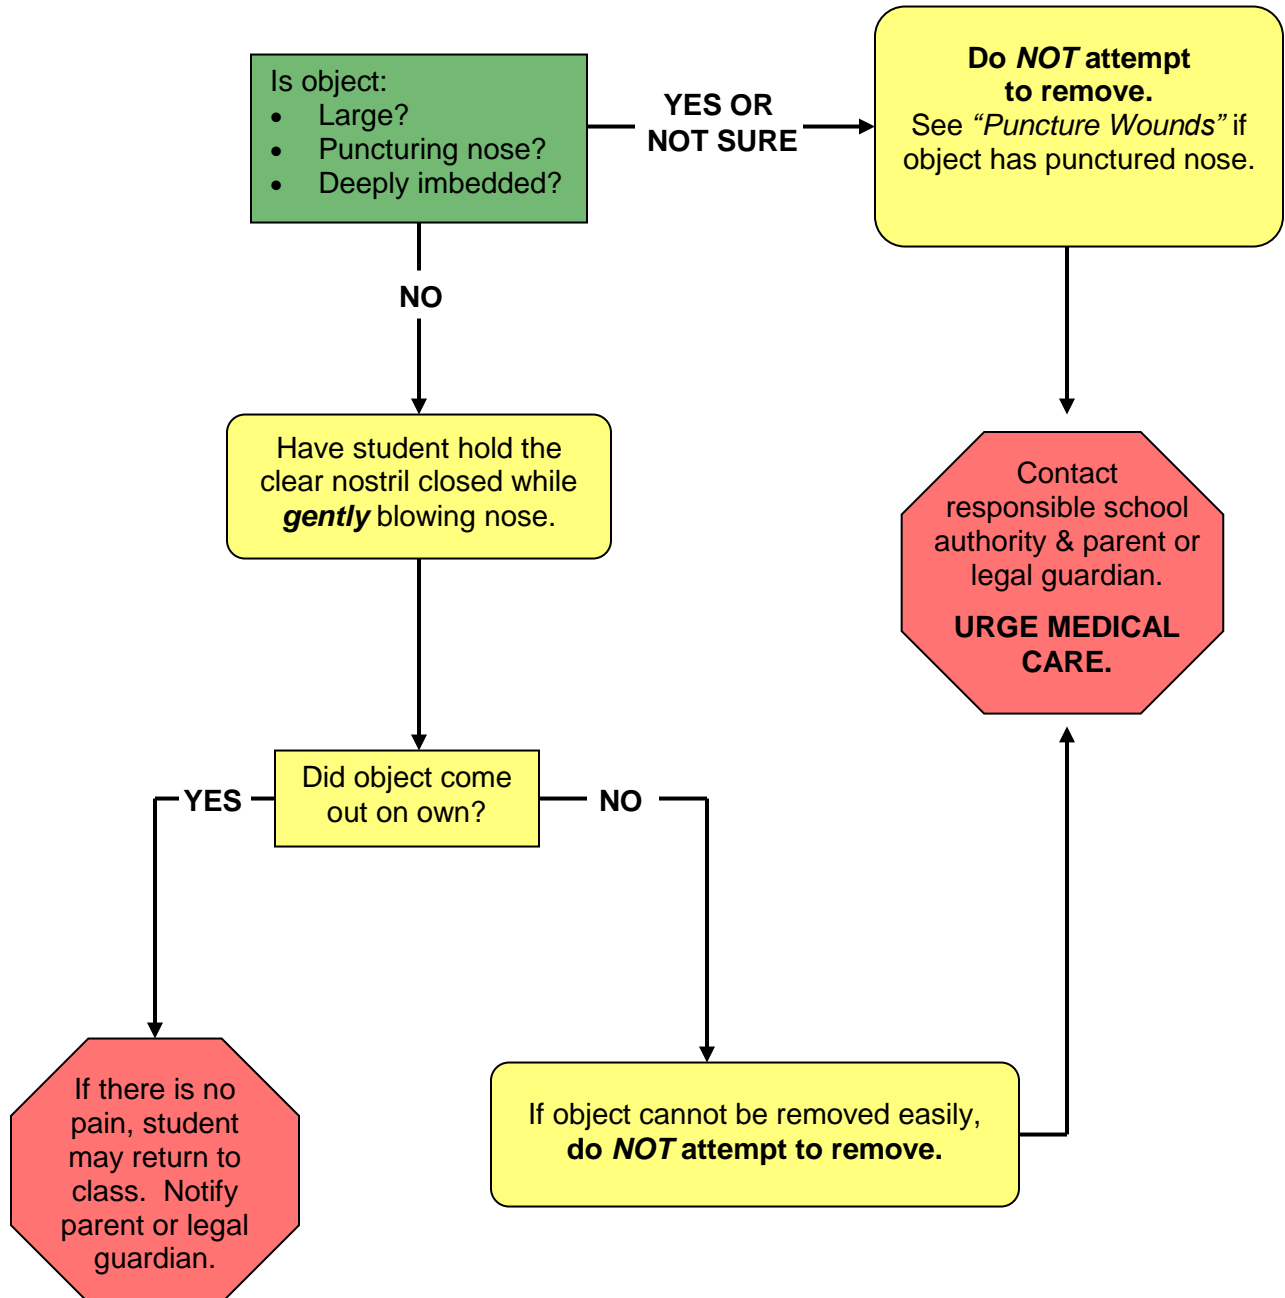 Is object:
• Large?
• Puncturing nose?
• Deeply imbedded?
YES OR
NOT SURE
Do NOT attempt
to remove.
See “Puncture Wounds” if
object has punctured nose.
NO
Have student hold the
clear nostril closed while
gently blowing nose.
Contact
responsible school
authority & parent or
legal guardian.
URGE MEDICAL
CARE.
Did object come
out on own?
YES
NO
If there is no
pain, student
may return to
class. Notify
parent or legal
guardian.
If object cannot be removed easily,
do NOT attempt to remove.